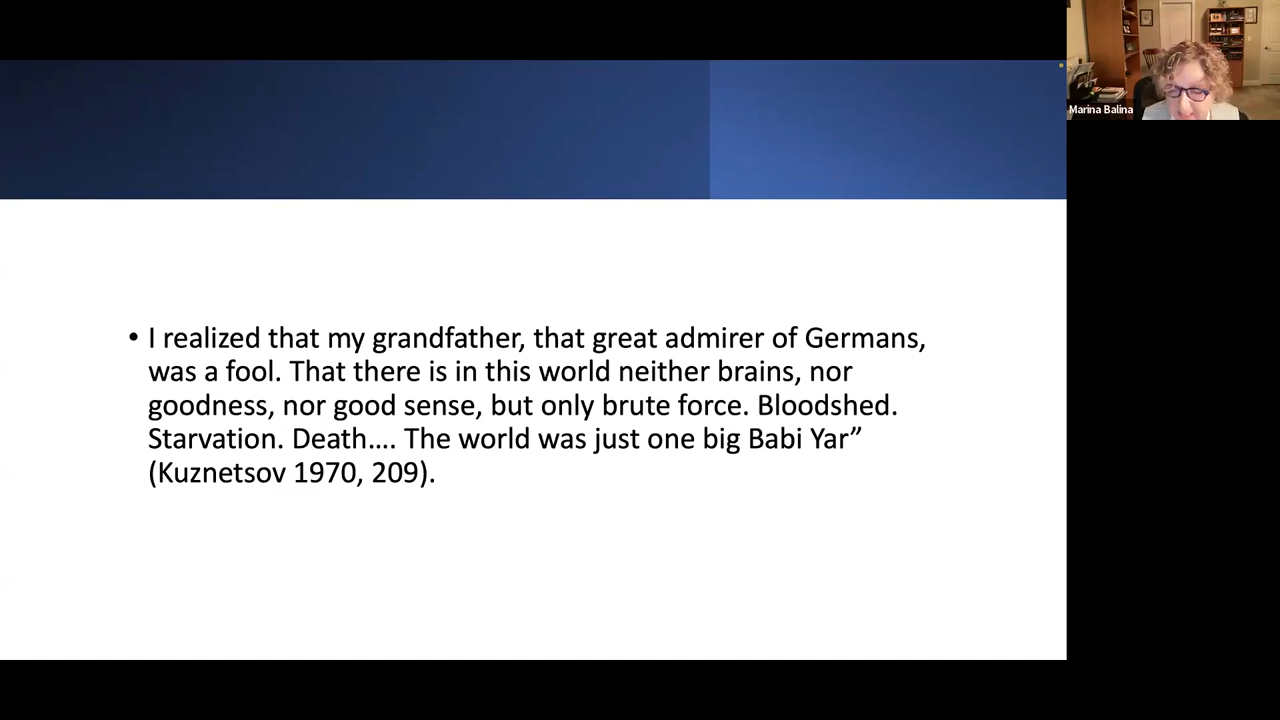 Marina Balina
• I realized that my grandfather, that great admirer of Germans,
was a fool. That there is in this world neither brains, nor
goodness, nor good sense, but only brute force. Bloodshed.
Starvation. Death.... The world was just one big Babi Yar”
(Kuznetsov 1970, 209).